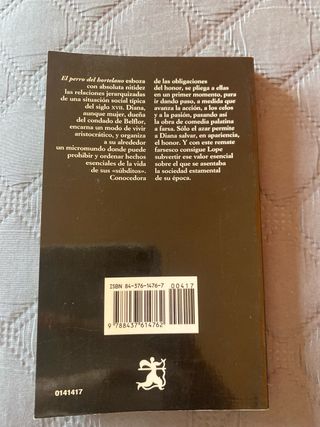 El perro del hortelano esboza
con absoluta nitidez
las relaciones jerarquizadas
de una situación social típica
del siglo XVII. Diana,
aunque mujer, dueña
del condado de Belflor,
encarna un modo de vivir
aristocrático, y organiza
a su alrededor
un micromundo donde puede
prohibir y ordenar hechos
esenciales de la vida
de sus «súbditos».
Conocedora
de las obligaciones
del honor, se pliega a ellas
en un primer momento, para
ir dando paso, a medida que
avanza la acción, a los celos
y a la pasión, pasando así
la obra de comedia palatina
a farsa. Sólo el azar permite
a Diana salvar, en apariencia,
el honor. Y con este remate
farsesco consigue Lope
subvertir ese valor esencial
sobre el que se asentaba
la sociedad estamental
de su época.
ISBN 84-376-1476-7
00417
9 788437 614762
0141417